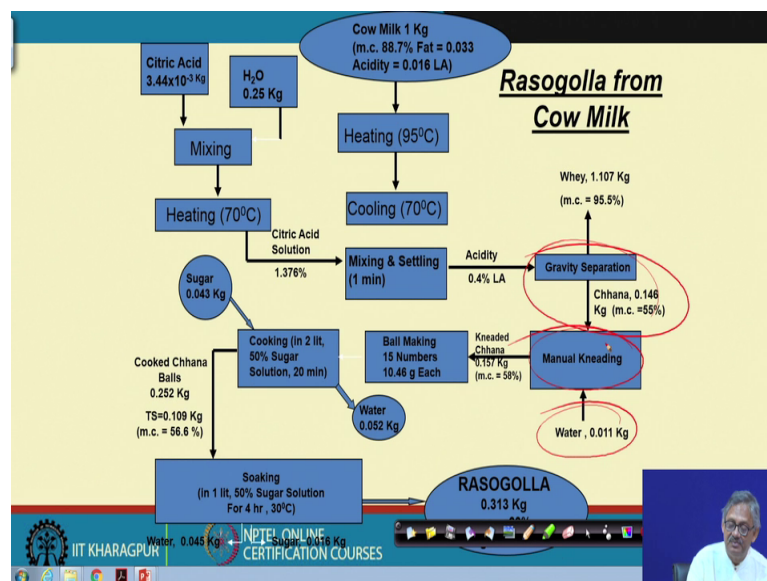 Rasogolla from
Cow Milk
Cow Milk 1 Kg
(m.c. 88.7% Fat = 0.033
Acidity = 0.016 LA)
Citric Acid
3.44x10⁻³ Kg
H₂O
0.25 Kg
Mixing
Heating (95⁰C)
Heating (70⁰C)
Cooling (70⁰C)
Citric Acid
Solution
1.376%
Mixing & Settling
(1 min)
Acidity
0.4% LA
Whey, 1.107 Kg
(m.c. = 95.5%)
Gravity Separation
Chhana, 0.146
Kg (m.c. =55%)
Sugar
0.043 Kg
Cooking (in 2 lit,
50% Sugar
Solution, 20 min)
Ball Making
15 Numbers
10.46 g Each
Kneaded
Chhana
0.157 Kg
(m.c. = 58%)
Manual Kneading
Water , 0.011 Kg
Water
0.052 Kg
Cooked Chhana
Balls
0.252 Kg
TS=0.109 Kg
(m.c. = 56.6 %)
Soaking
(in 1 lit, 50% Sugar Solution
For 4 hr , 30⁰C)
RASOGOLLA
0.313 Kg
Water, 0.045 Kg
Sugar, 0.016 Kg
IIT KHARAGPUR
NPTEL ONLINE
CERTIFICATION COURSES